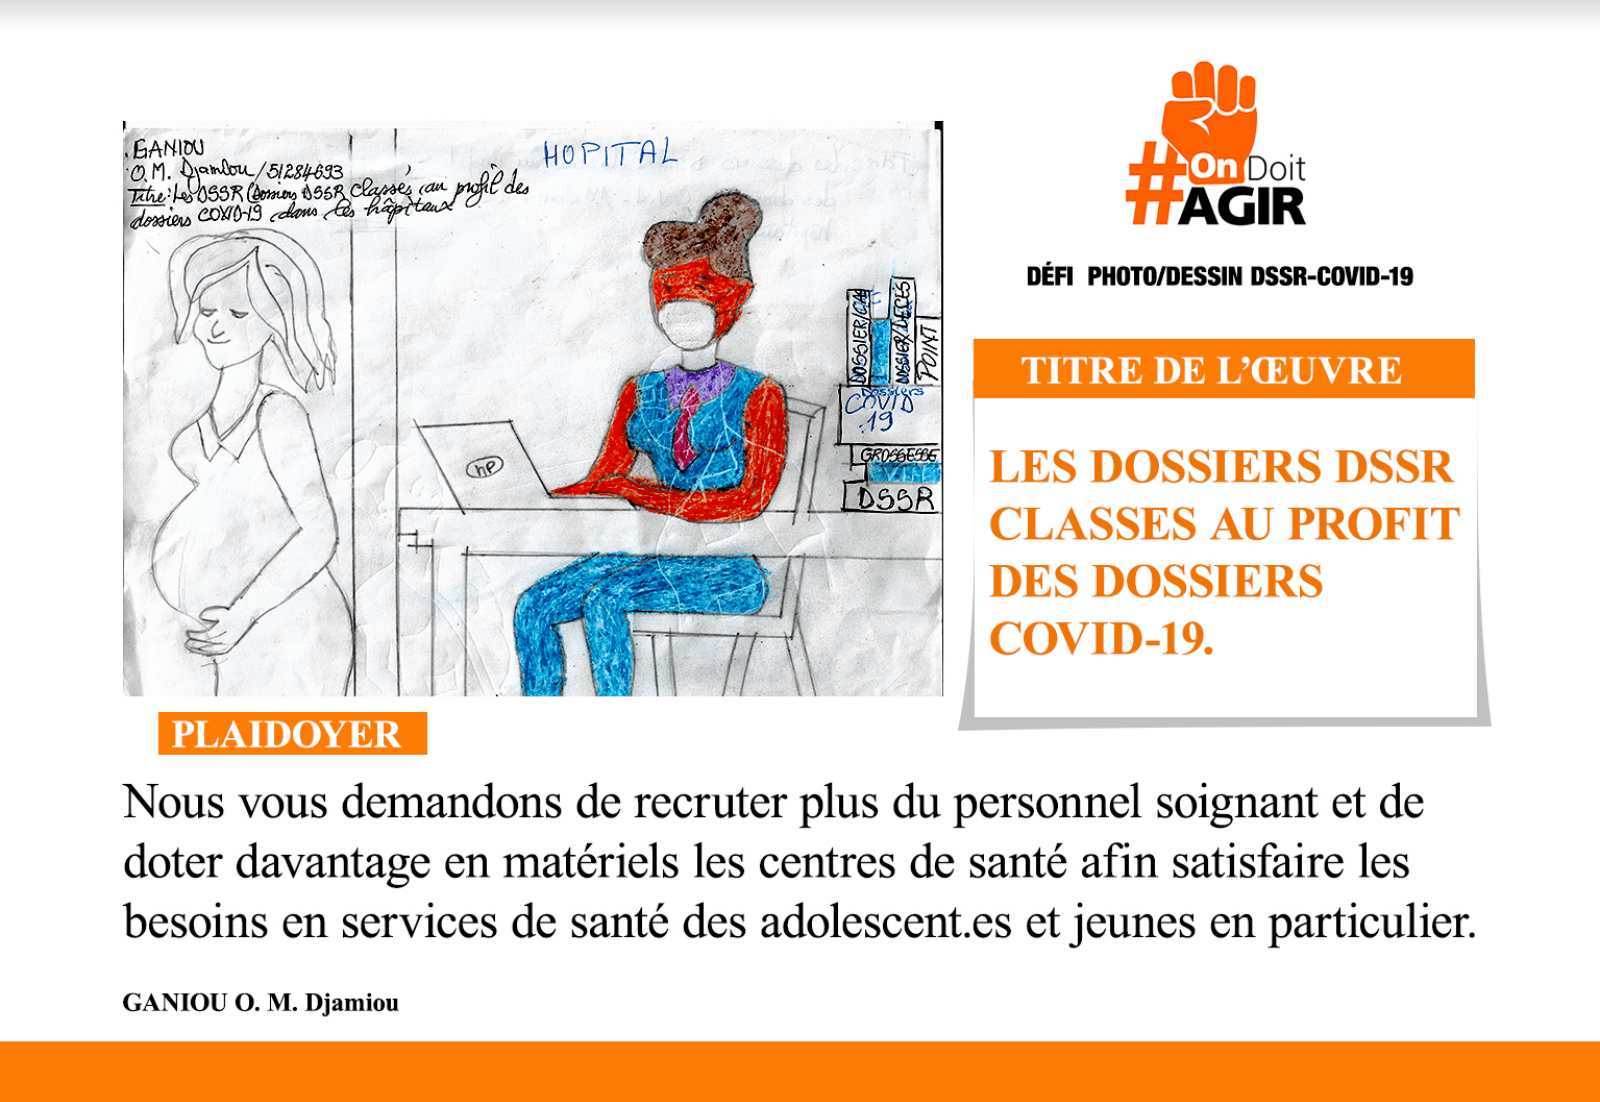 GANIOU
O.M. Djamiou / 51284693
Titre: Les DSSR (Dossiers DSSR classés au profit des
dossiers COVID-19 dans les hôpitaux
HOPITAL
hp
DOSSIER/CAS
DOSSIER/DECES
POINT
Dossiers
COVID
19
GROSSESSE
DSSR
#On Doit
AGIR
DÉFI PHOTO/DESSIN DSSR-COVID-19
TITRE DE L'ŒUVRE
LES DOSSIERS DSSR
CLASSES AU PROFIT
DES DOSSIERS
COVID-19.
PLAIDOYER
Nous vous demandons de recruter plus du personnel soignant et de
doter davantage en matériels les centres de santé afin satisfaire les
besoins en services de santé des adolescent.es et jeunes en particulier.
GANIOU O. M. Djamiou